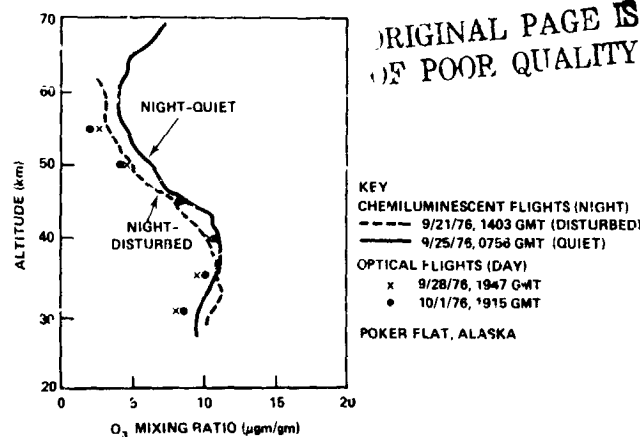 ORIGINAL PAGE IS
OF POOR QUALITY
70
60
50
40
30
20
ALTITUDE (km)
NIGHT-QUIET
NIGHT-
DISTURBED
0
5
10
15
20
O3 MIXING RATIO (μgm/gm)
KEY
CHEMILUMINESCENT FLIGHTS (NIGHT)
9/21/76, 1403 GMT (DISTURBED)
9/25/76, 0756 GMT (QUIET)
OPTICAL FLIGHTS (DAY)
x 9/28/76, 1947 GMT
● 10/1/76, 1915 GMT
POKER FLAT, ALASKA